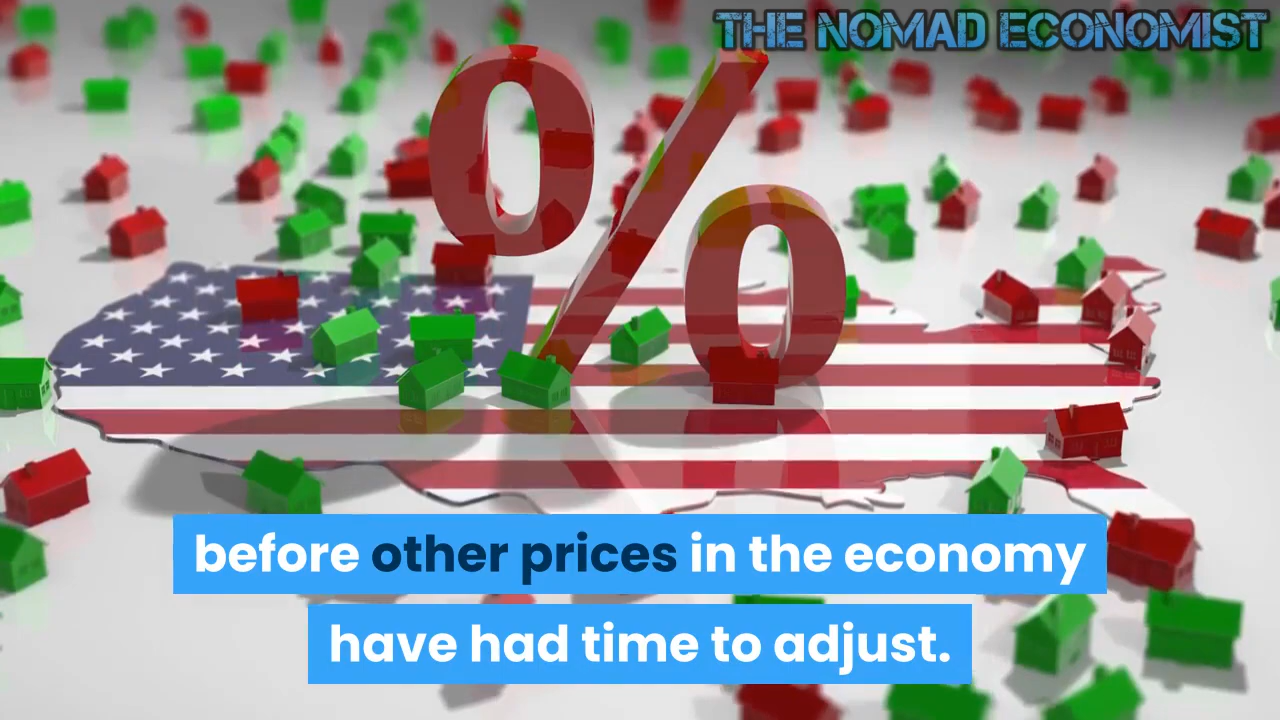 THE NOMAD ECONOMIST
%
before other prices in the economy
have had time to adjust.